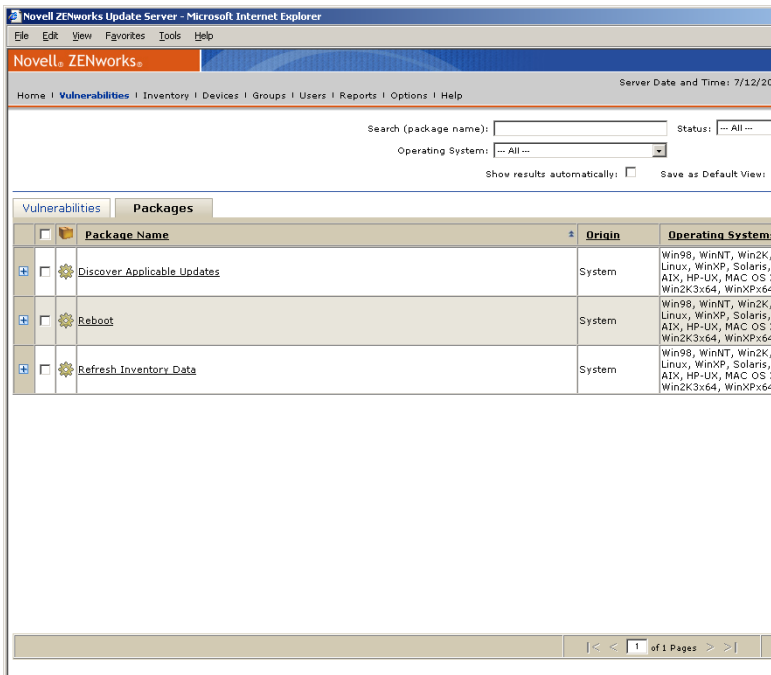 Novell ZENworks Update Server - Microsoft Internet Explorer
File Edit View Favorites Tools Help
Novell® ZENworks®
Server Date and Time: 7/12/20
Home | Vulnerabilities | Inventory | Devices | Groups | Users | Reports | Options | Help
Search (package name): Status: --- All ---
Operating System: --- All ---
Show results automatically: Save as Default View:
Vulnerabilities Packages
Package Name Origin Operating Systems
Discover Applicable Updates System
Win98, WinNT, Win2K,
Linux, WinXP, Solaris,
AIX, HP-UX, MAC OS
Win2K3x64, WinXPx64
Reboot System
Win98, WinNT, Win2K,
Linux, WinXP, Solaris,
AIX, HP-UX, MAC OS
Win2K3x64, WinXPx64
Refresh Inventory Data System
Win98, WinNT, Win2K,
Linux, WinXP, Solaris,
AIX, HP-UX, MAC OS
Win2K3x64, WinXPx64
|< < 1 of 1 Pages > >|